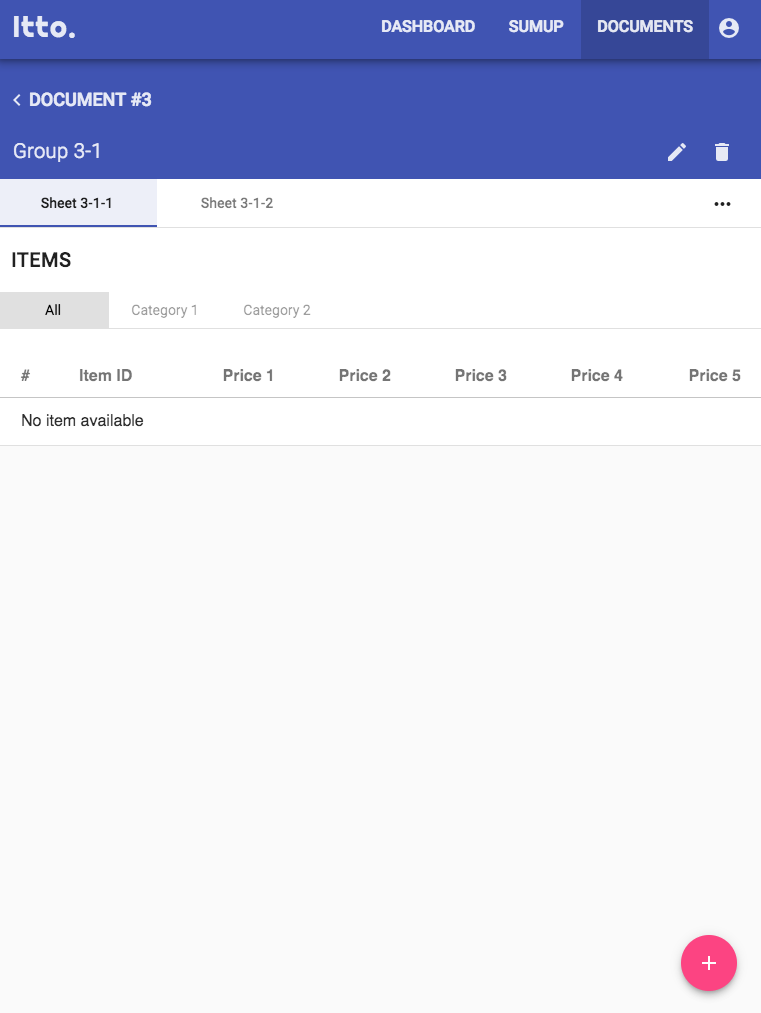 Itto. DASHBOARD SUMUP DOCUMENTS
DOCUMENT #3
Group 3-1
Sheet 3-1-1 Sheet 3-1-2
ITEMS
All Category 1 Category 2
# Item ID Price 1 Price 2 Price 3 Price 4 Price 5
No item available